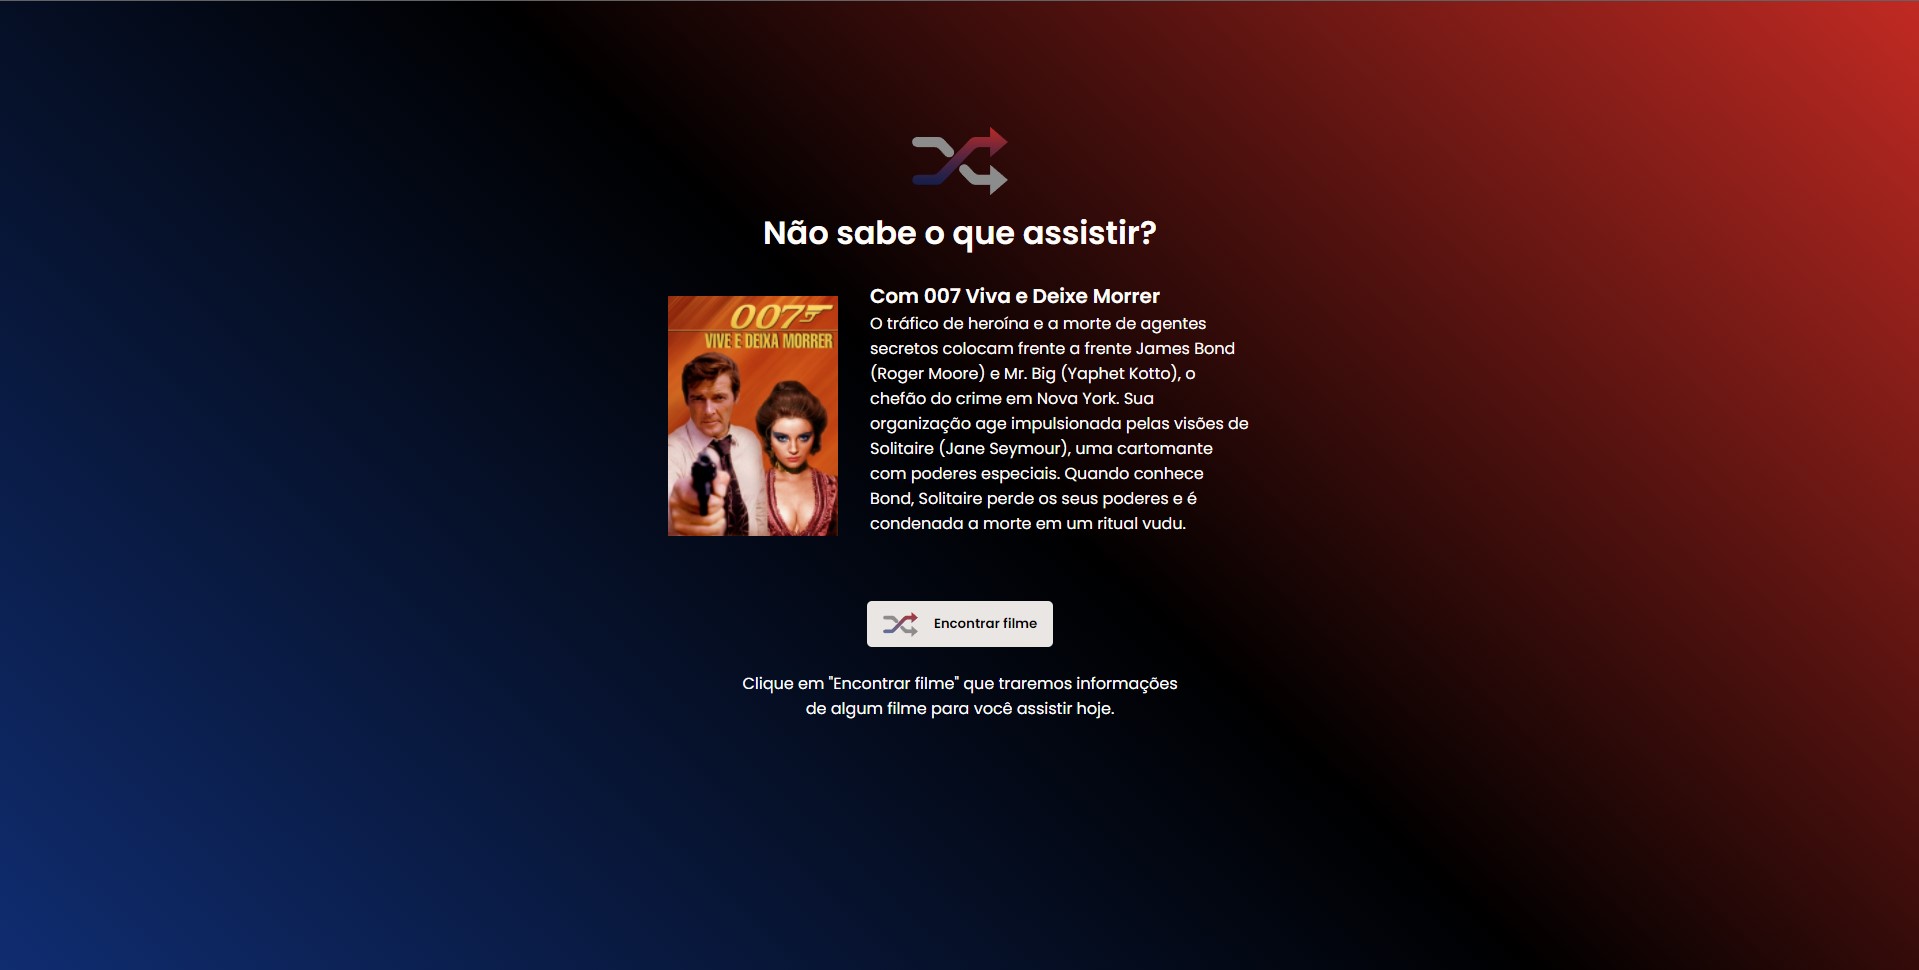 Não sabe o que assistir?
007
VIVE E DEIXA MORRER
Com 007 Viva e Deixe Morrer
O tráfico de heroína e a morte de agentes
secretos colocam frente a frente James Bond
(Roger Moore) e Mr. Big (Yaphet Kotto), o
chefão do crime em Nova York. Sua
organização age impulsionada pelas visões de
Solitaire (Jane Seymour), uma cartomante
com poderes especiais. Quando conhece
Bond, Solitaire perde os seus poderes e é
condenada a morte em um ritual vudu.
Encontrar filme
Clique em "Encontrar filme" que traremos informações
de algum filme para você assistir hoje.